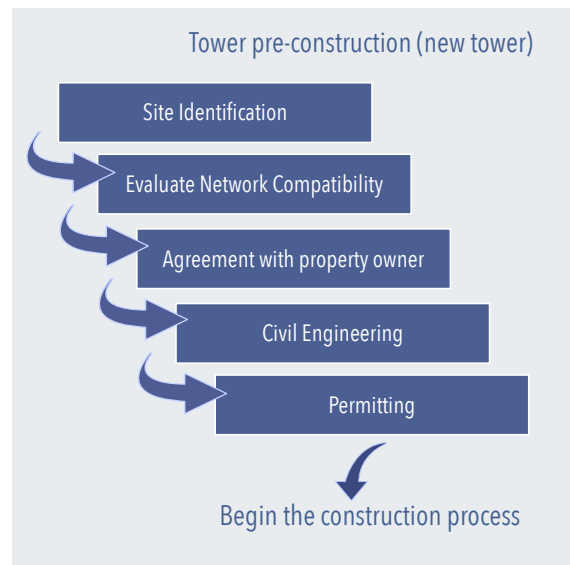 Tower pre-construction (new tower)
Site Identification
Evaluate Network Compatibility
Agreement with property owner
Civil Engineering
Permitting
Begin the construction process